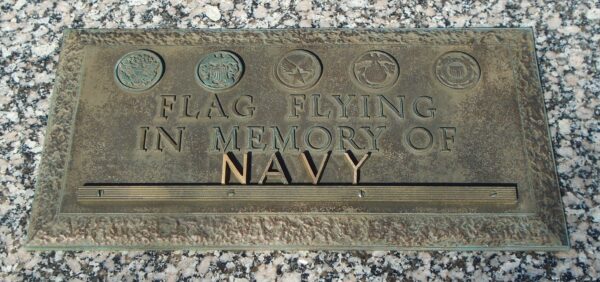 FLAG FLYING
IN MEMORY OF
NAVY